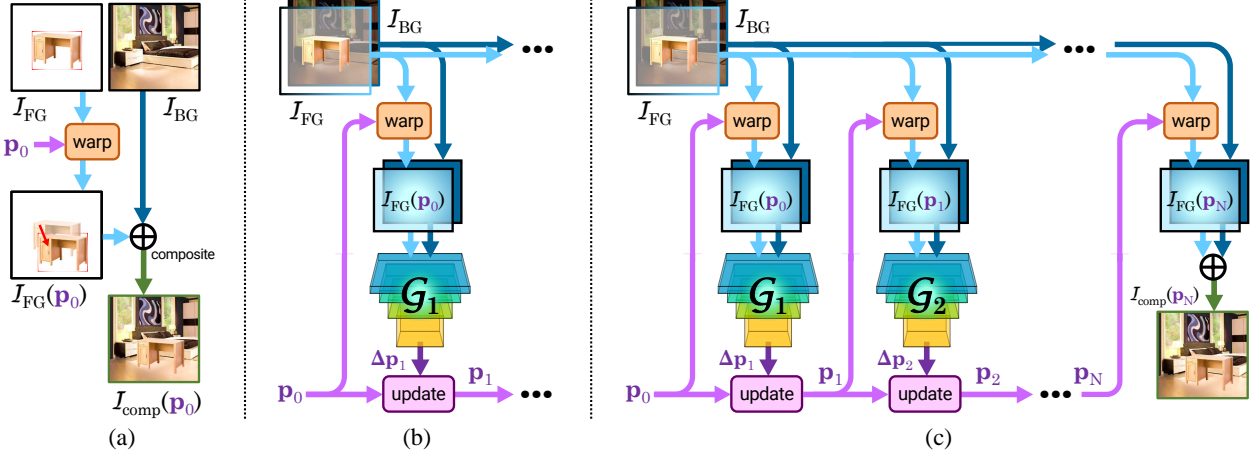 I_FG
I_BG
p_0
warp
composite
I_FG(p_0)
I_comp(p_0)
(a)
I_BG
I_FG
warp
I_FG(p_0)
G_1
Δp_1
p_0
update
p_1
(b)
I_BG
I_FG
warp
warp
warp
I_FG(p_0)
I_FG(p_1)
I_FG(p_N)
G_1
G_2
I_comp(p_N)
Δp_1
Δp_2
p_0
update
p_1
update
p_2
p_N
(c)